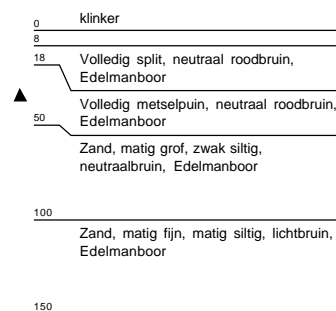 klinker
0
8
18
Volledig split, neutraal roodbruin,
Edelmanboor
Volledig metselpuin, neutraal roodbruin,
50
Edelmanboor
Zand, matig grof, zwak siltig,
neutraalbruin, Edelmanboor
100
Zand, matig fijn, matig siltig, lichtbruin,
Edelmanboor
150